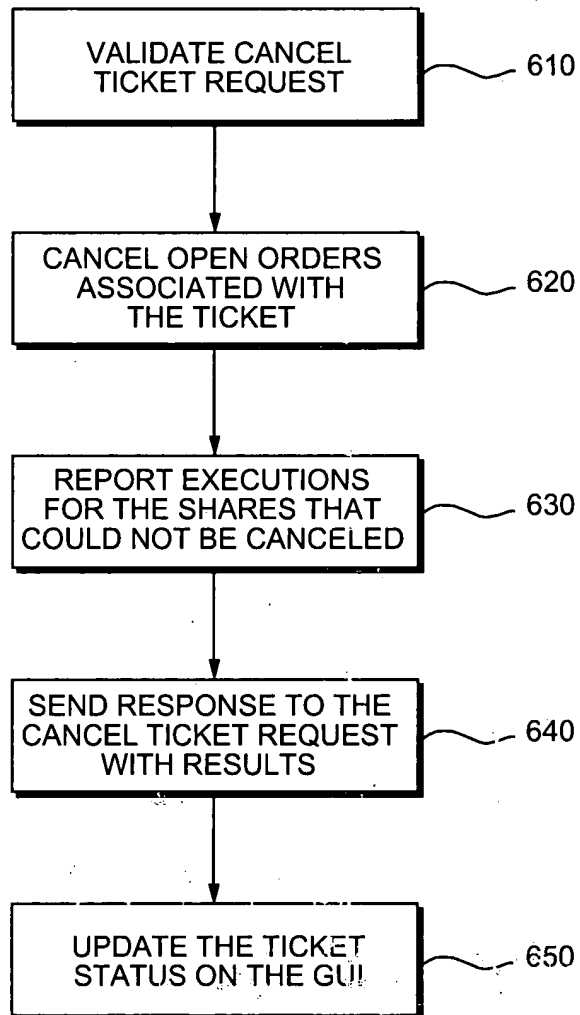 VALIDATE CANCEL
TICKET REQUEST
610
CANCEL OPEN ORDERS
ASSOCIATED WITH
THE TICKET
620
REPORT EXECUTIONS
FOR THE SHARES THAT
COULD NOT BE CANCELED
630
SEND RESPONSE TO THE
CANCEL TICKET REQUEST
WITH RESULTS
640
UPDATE THE TICKET
STATUS ON THE GUI
650